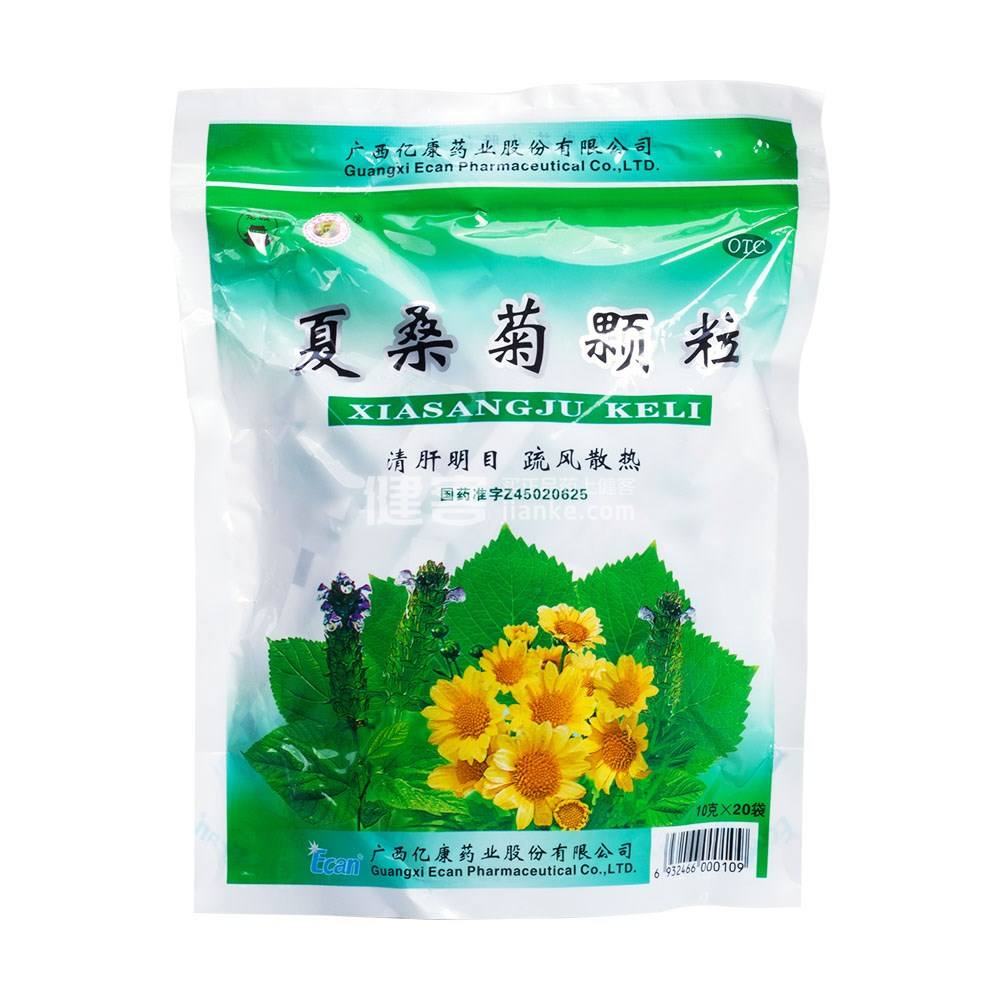 广西亿康药业股份有限公司
Guangxi Ecan Pharmaceutical Co.,LTD.
®
OTC
夏桑菊颗粒
XIASANGJU KELI
清肝明目 疏风散热
国药准字Z45020625
健客
jianke.com
10克×20袋
Ecan®
广西亿康药业股份有限公司
Guangxi Ecan Pharmaceutical Co.,LTD.
6 932466 000109